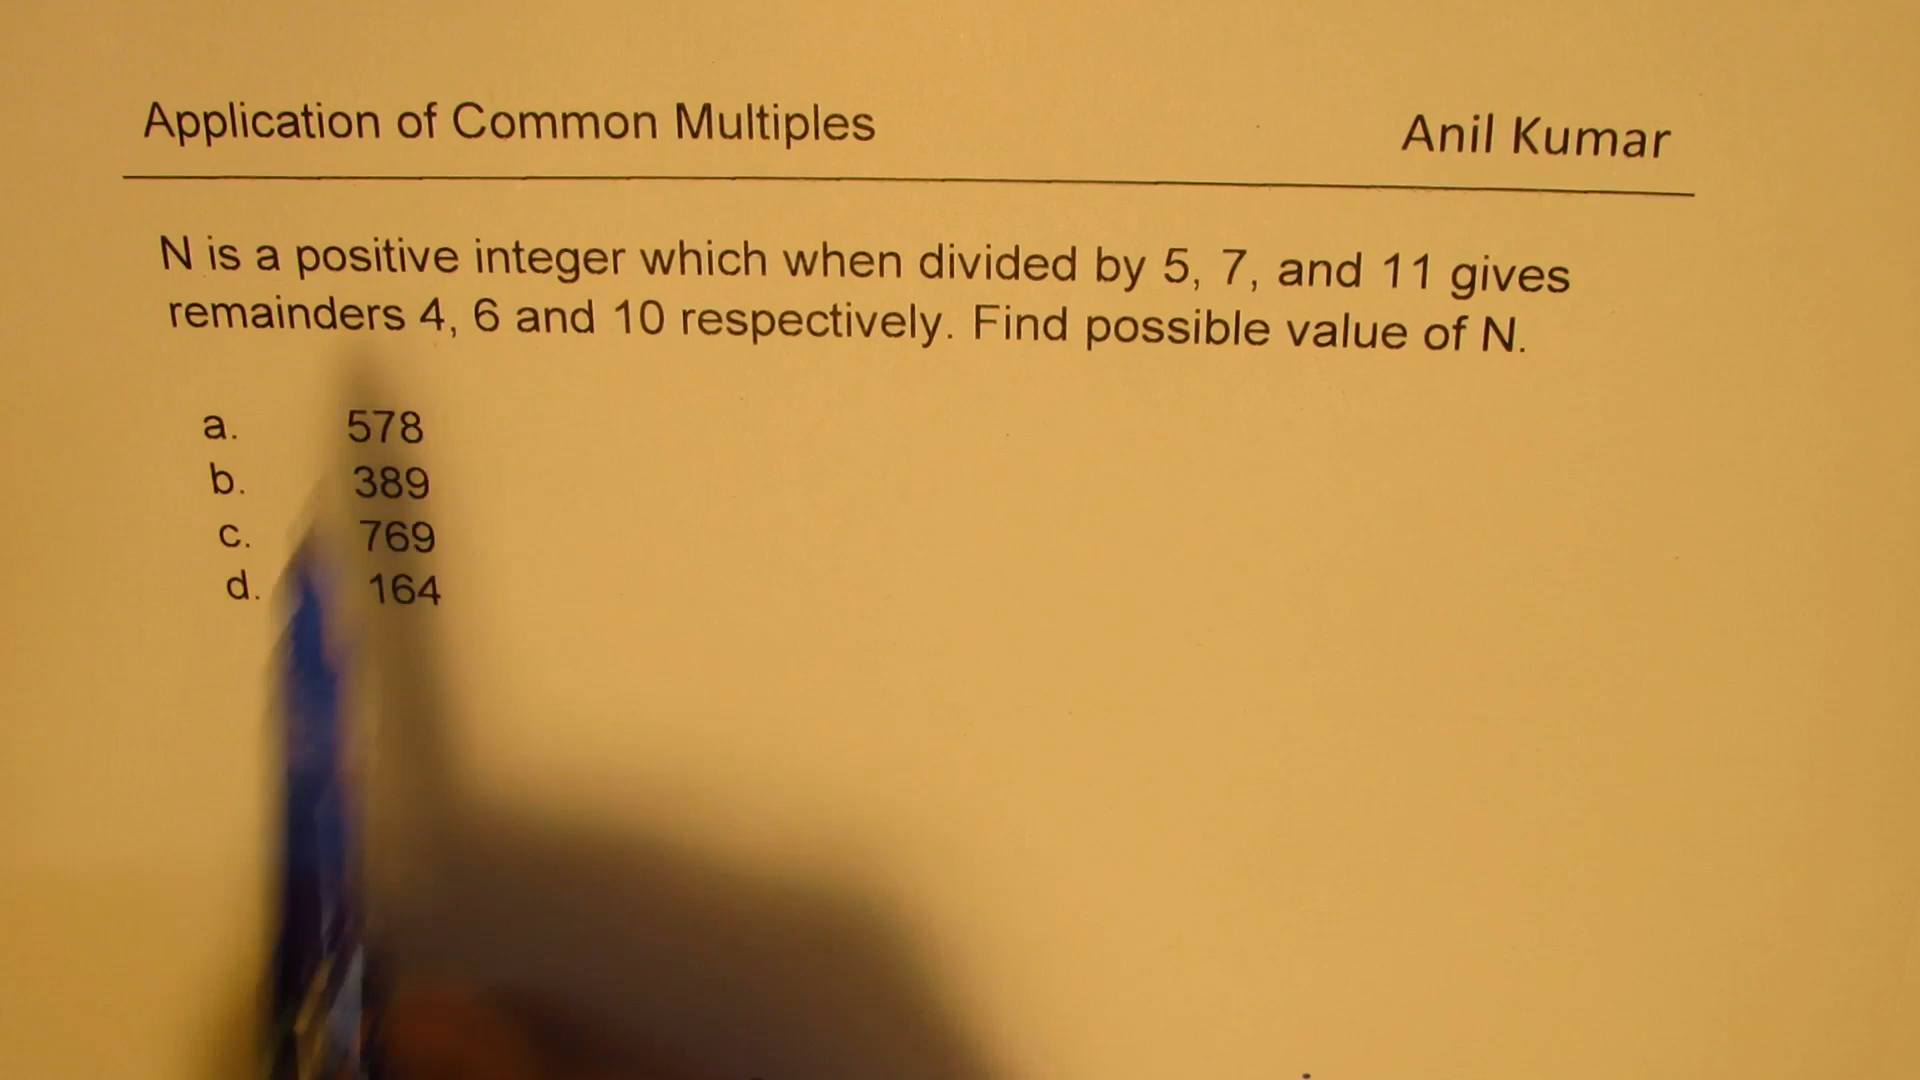 Application of Common Multiples
Anil Kumar
N is a positive integer which when divided by 5, 7, and 11 gives
remainders 4, 6 and 10 respectively. Find possible value of N.
a. 578
b. 389
c. 769
d. 164